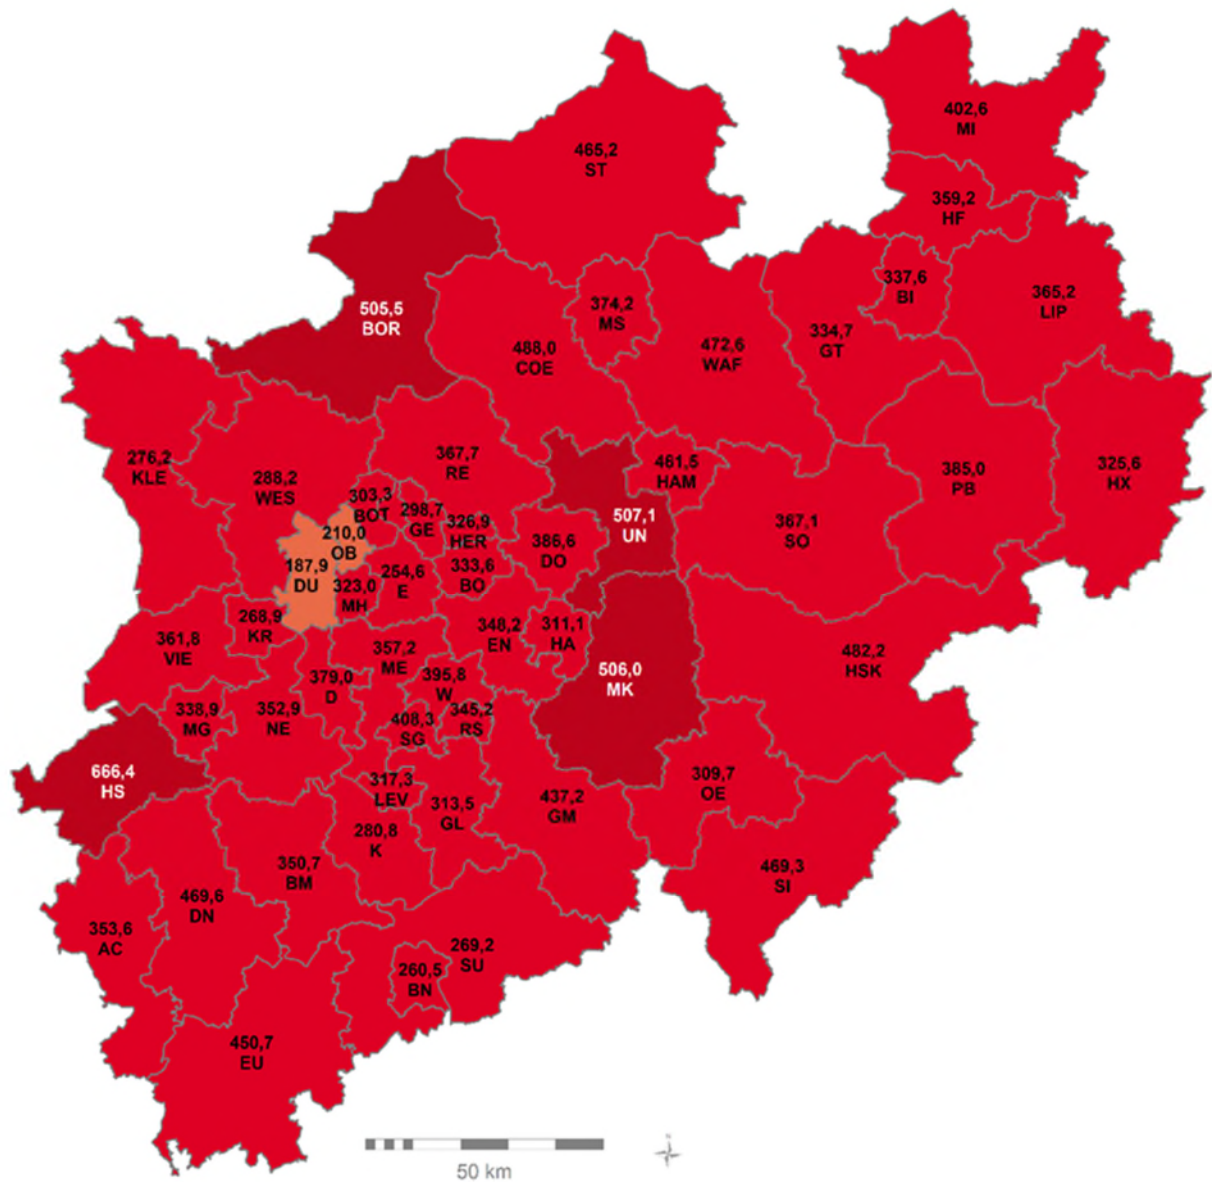 402,6
MI
465,2
ST
359,2
HF
337,6
BI
365,2
LIP
505,5
BOR
374,2
MS
334,7
GT
488,0
COE
472,6
WAF
276,2
KLE
288,2
WES
367,7
RE
461,5
HAM
385,0
PB
325,6
HX
303,3
BOT
298,7
GE
326,9
HER
507,1
UN
367,1
SO
210,0
OB
386,6
DO
187,9
DU
323,0
MH
254,6
E
333,6
BO
268,9
KR
361,8
VIE
348,2
EN
311,1
HA
357,2
ME
506,0
MK
482,2
HSK
379,0
D
395,8
W
338,9
MG
352,9
NE
408,3
SG
345,2
RS
666,4
HS
317,3
LEV
313,5
GL
437,2
GM
309,7
OE
280,8
K
350,7
BM
469,3
SI
469,6
DN
353,6
AC
269,2
SU
260,5
BN
450,7
EU
50 km